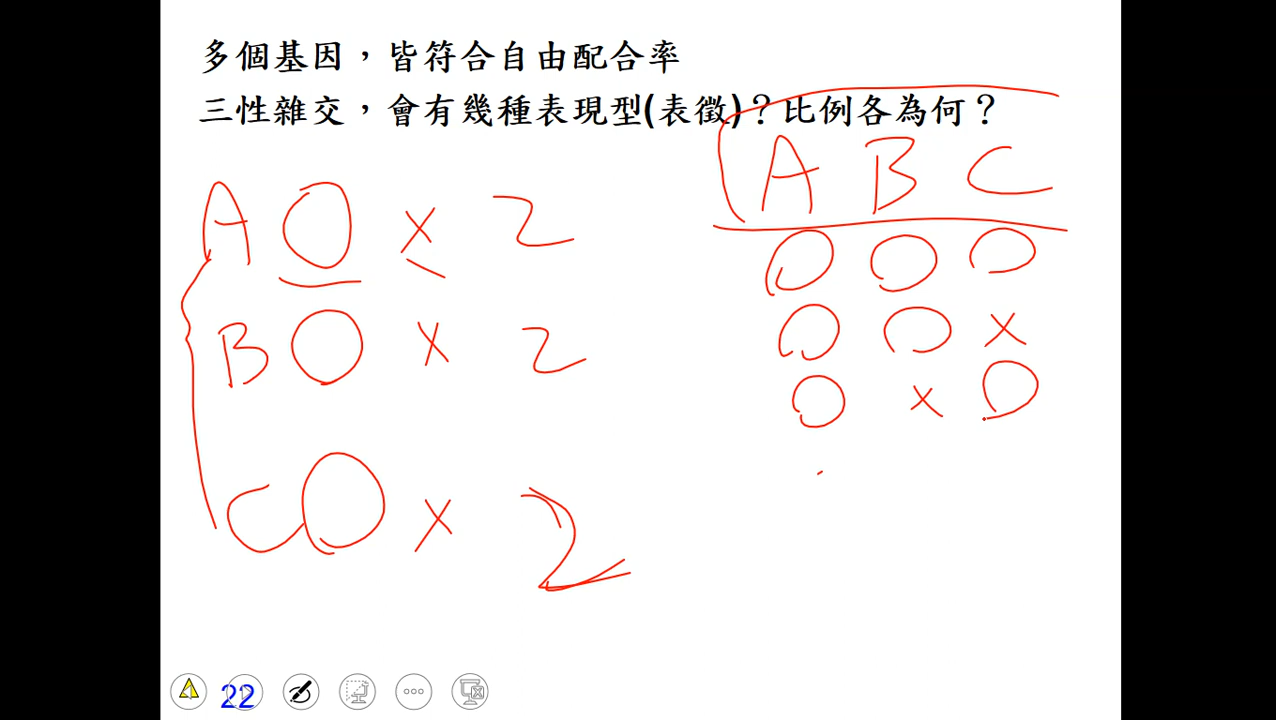 多個基因，皆符合自由配合率
三性雜交，會有幾種表現型(表徵)？比例各為何？
A B C
A O × 2
O O O
B O × 2
O O ×
O × O
C O × 2
22